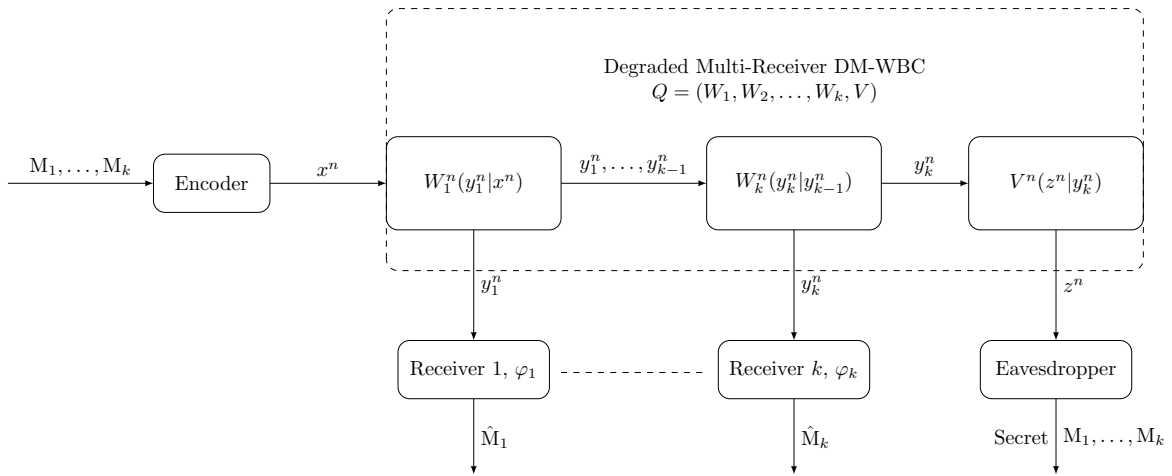 Degraded Multi-Receiver DM-WBC
Q = (W₁, W₂, . . . , Wₖ, V)
M₁, . . . , Mₖ
Encoder
xⁿ
W₁ⁿ(y₁ⁿ|xⁿ)
y₁ⁿ, . . . , yₖ₋₁ⁿ
Wₖⁿ(yₖⁿ|yₖ₋₁ⁿ)
yₖⁿ
Vⁿ(zⁿ|yₖⁿ)
y₁ⁿ
yₖⁿ
zⁿ
Receiver 1, φ₁
Receiver k, φₖ
Eavesdropper
M̂₁
M̂ₖ
Secret M₁, . . . , Mₖ